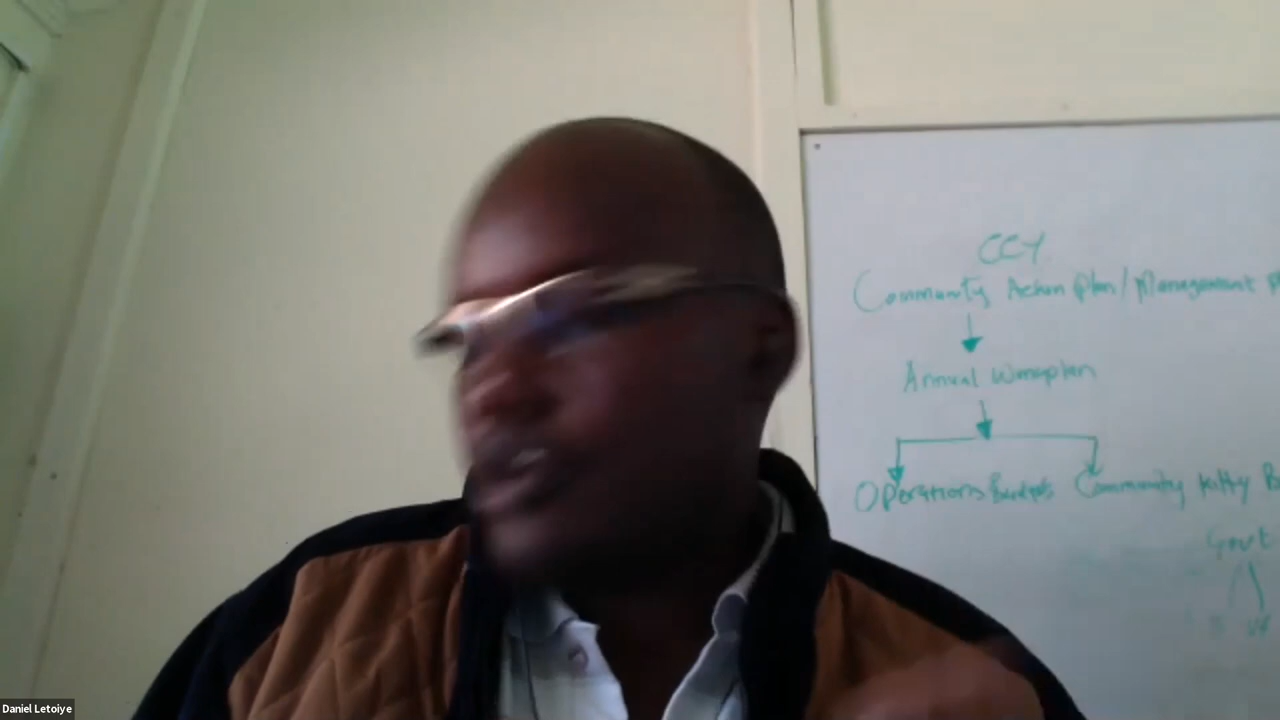 CCY
Community Action plan/Management p
Annual Workplan
Operations Budgets Community kitty B
Govt
W
Daniel Letoiye